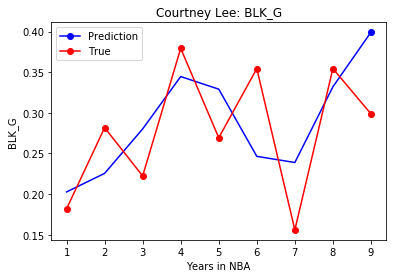 Courtney Lee: BLK_G
Prediction
True
0.40
0.35
0.30
0.25
0.20
0.15
BLK_G
1 2 3 4 5 6 7 8 9
Years in NBA